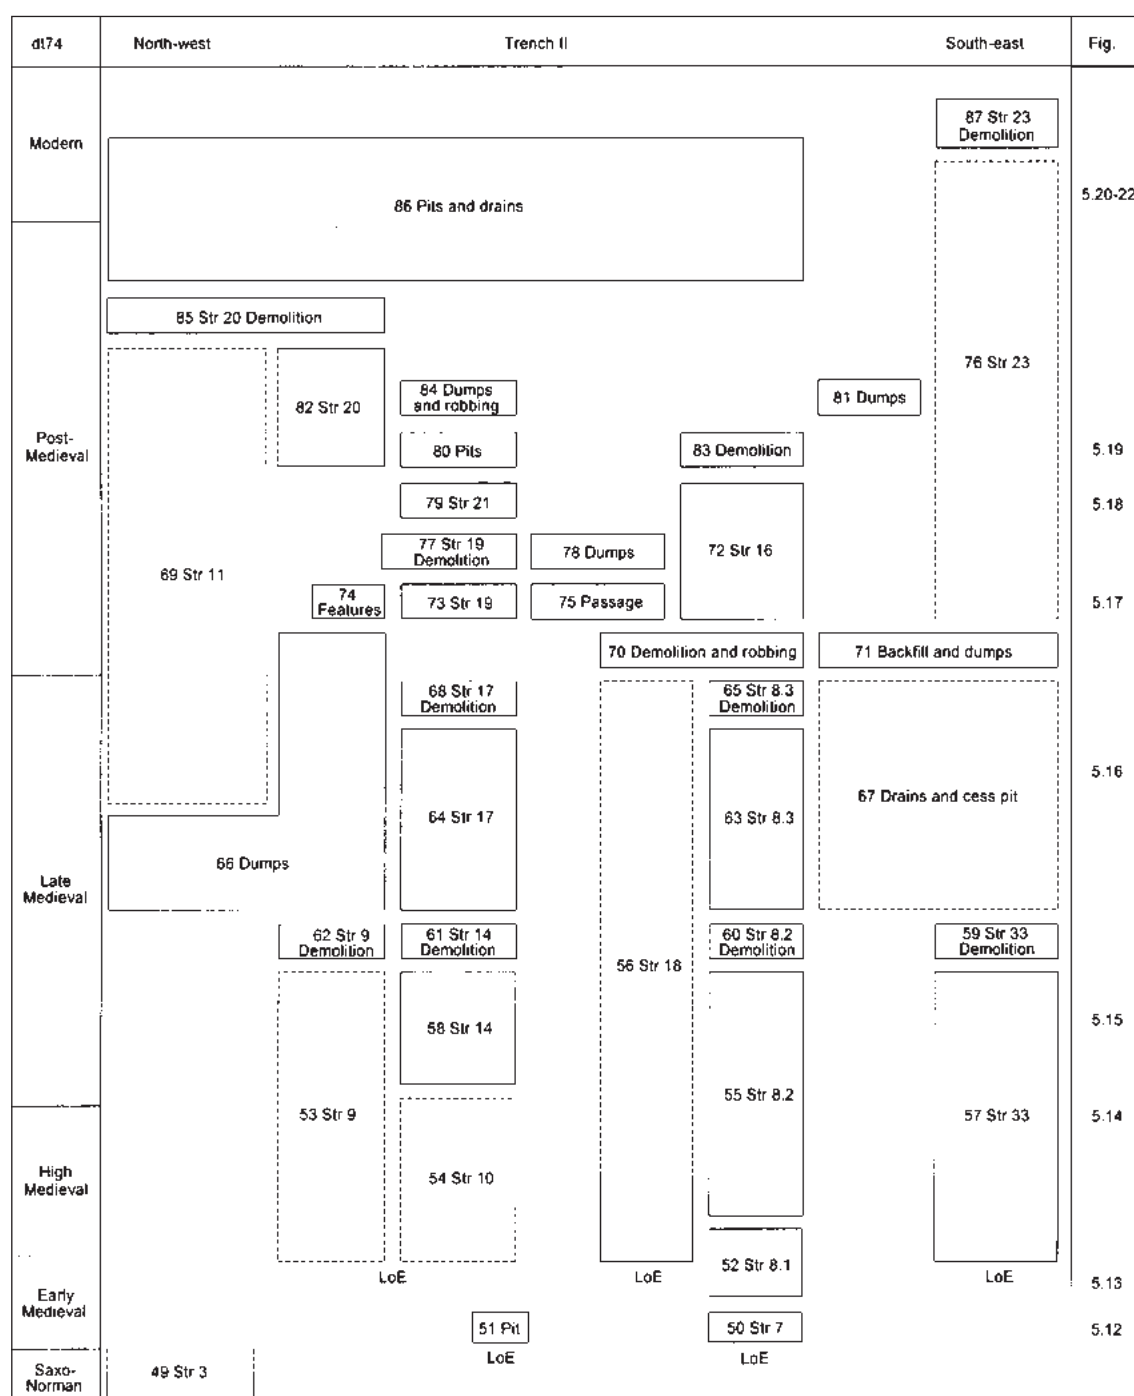 dt74
North-west
Trench II
South-east
Fig.
87 Str 23
Demolition
Modern
86 Pits and drains
5.20-22
85 Str 20 Demolition
76 Str 23
84 Dumps
and robbing
81 Dumps
82 Str 20
Post-
Medieval
80 Pits
83 Demolition
5.19
79 Str 21
5.18
77 Str 19
Demolition
78 Dumps
72 Str 16
69 Str 11
74
Features
73 Str 19
75 Passage
5.17
70 Demolition and robbing
71 Backfill and dumps
68 Str 17
Demolition
65 Str 8.3
Demolition
5.16
67 Drains and cess pit
64 Str 17
63 Str 8.3
66 Dumps
Late
Medieval
62 Str 9
Demolition
61 Str 14
Demolition
60 Str 8.2
Demolition
59 Str 33
Demolition
56 Str 18
58 Str 14
5.15
55 Str 8.2
53 Str 9
57 Str 33
5.14
High
Medieval
54 Str 10
52 Str 8.1
LoE
LoE
LoE
5.13
Early
Medieval
51 Pit
50 Str 7
5.12
LoE
LoE
Saxo-
Norman
49 Str 3